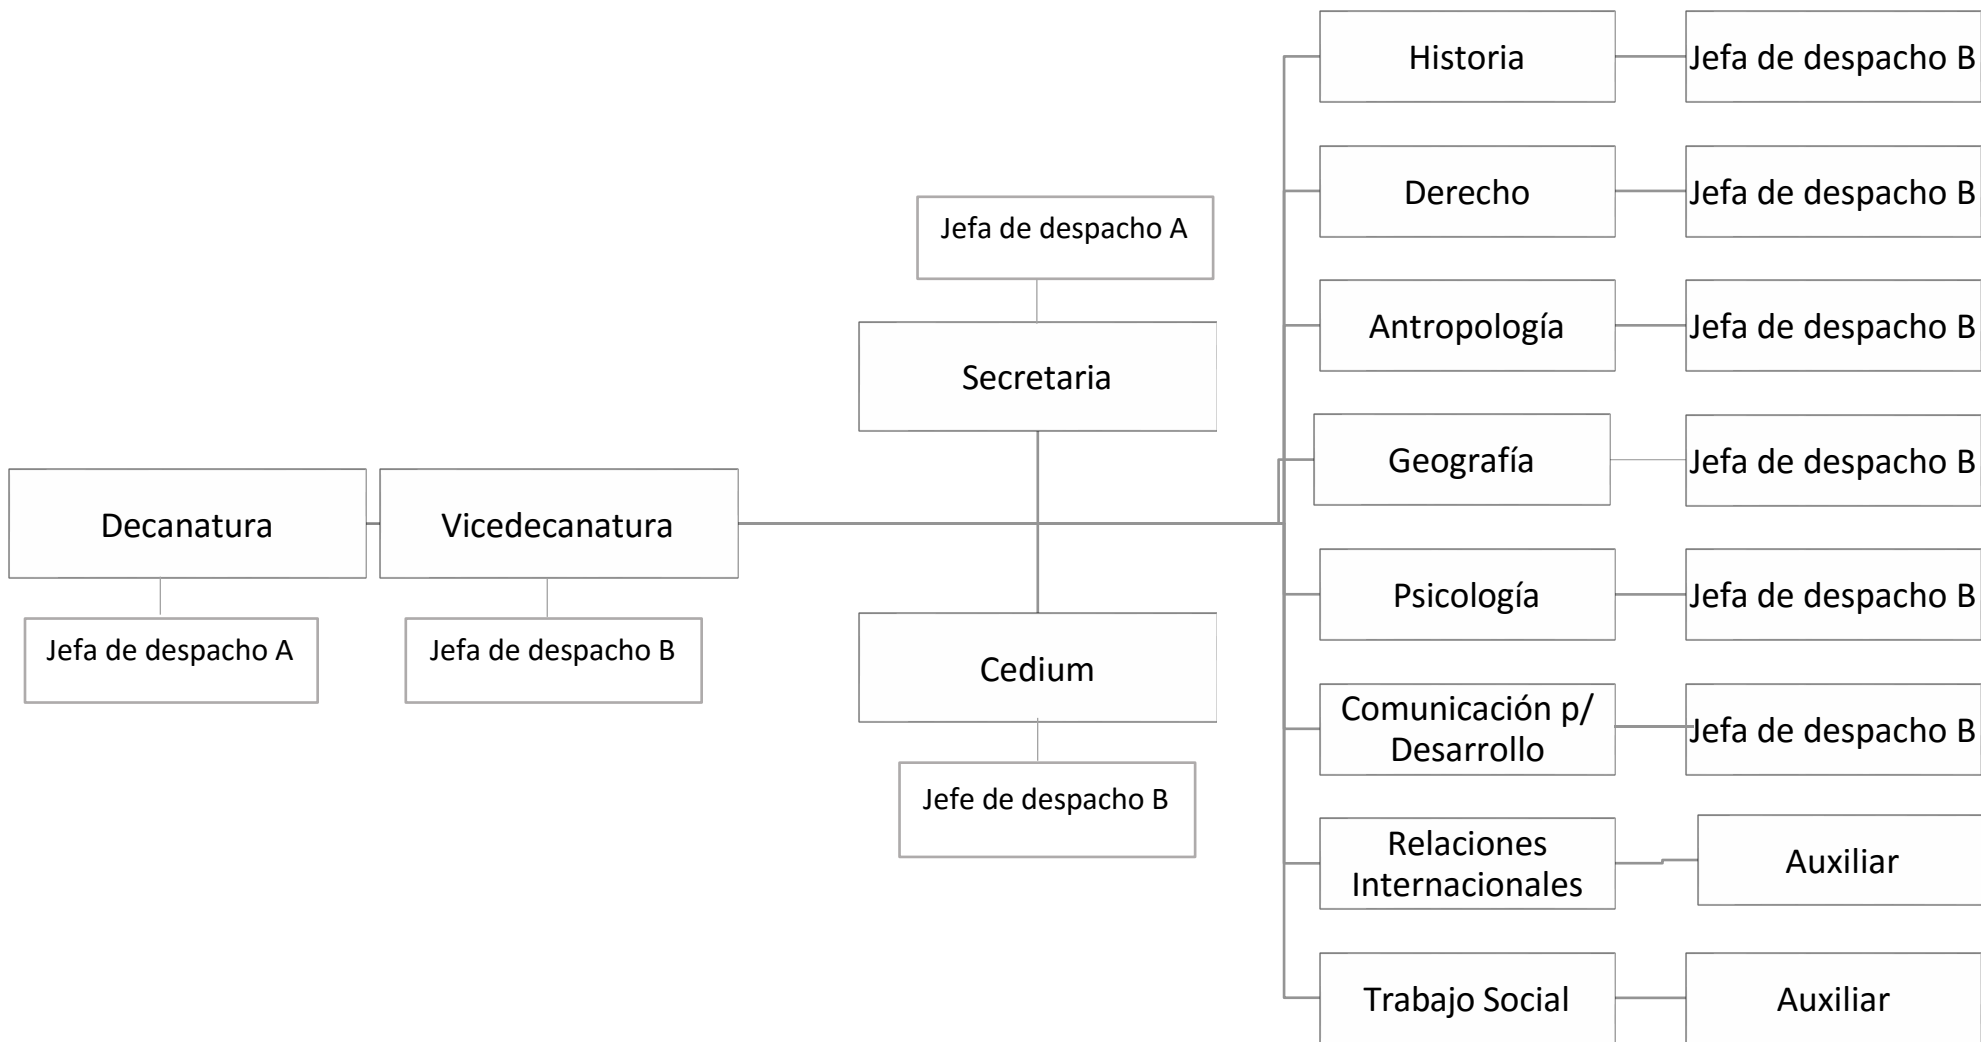 Historia
Jefa de despacho B
Derecho
Jefa de despacho B
Jefa de despacho A
Antropología
Jefa de despacho B
Secretaria
Geografía
Jefa de despacho B
Decanatura
Vicedecanatura
Psicología
Jefa de despacho B
Jefa de despacho A
Jefa de despacho B
Cedium
Comunicación p/
Desarrollo
Jefa de despacho B
Jefe de despacho B
Relaciones
Internacionales
Auxiliar
Trabajo Social
Auxiliar